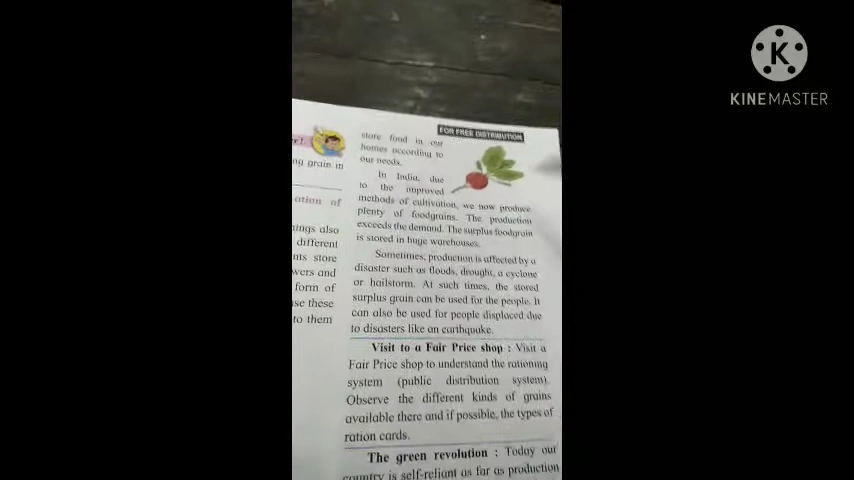 K
KINEMASTER
FOR FREE DISTRIBUTION
er!
ng grain in
ation of
ings also
different
nts store
wers and
form of
se these
to them
store food in our
homes according to
our needs.
In India, due
to the improved
methods of cultivation, we now produce
plenty of foodgrains. The production
exceeds the demand. The surplus foodgrain
is stored in huge warehouses.
Sometimes, production is affected by a
disaster such as floods, drought, a cyclone
or hailstorm. At such times, the stored
surplus grain can be used for the people. It
can also be used for people displaced due
to disasters like an earthquake.
Visit to a Fair Price shop : Visit a
Fair Price shop to understand the rationing
system (public distribution system).
Observe the different kinds of grains
available there and if possible, the types of
ration cards.
The green revolution : Today our
country is self-reliant as far as production